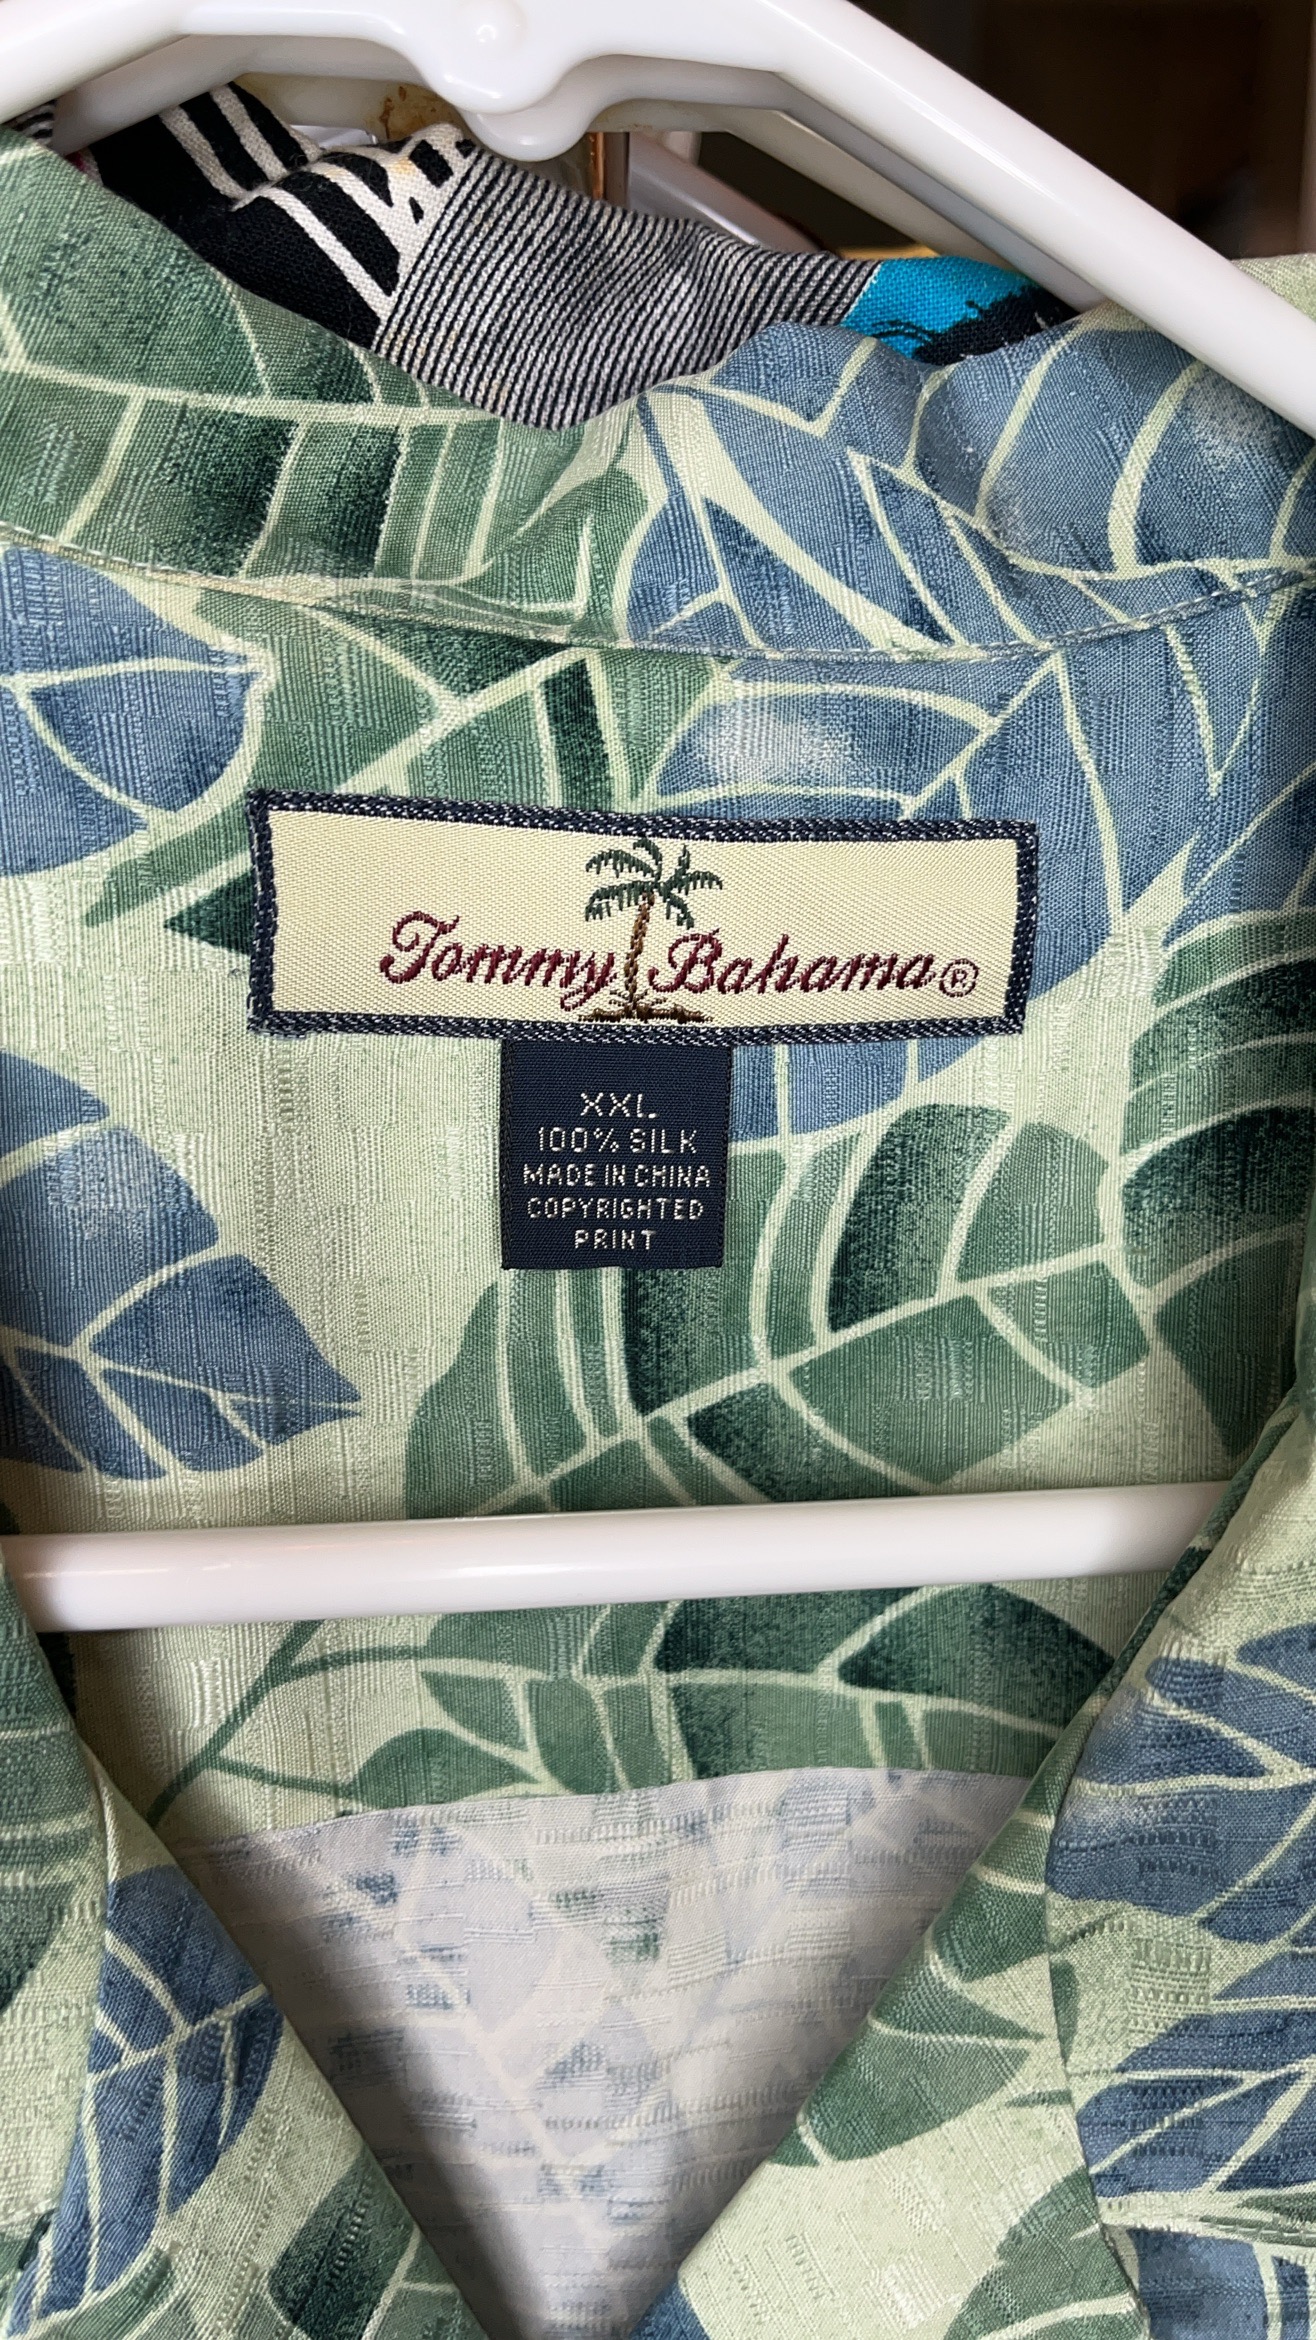 Tommy Bahama®
XXL
100% SILK
MADE IN CHINA
COPYRIGHTED
PRINT